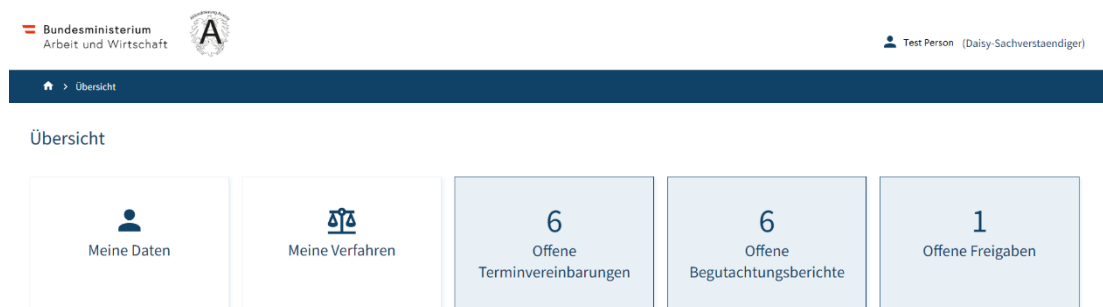 Bundesministerium
Arbeit und Wirtschaft
A
Test Person (Daisy-Sachverstaendiger)
> Übersicht
Übersicht
Meine Daten
Meine Verfahren
6
Offene
Terminvereinbarungen
6
Offene
Begutachtungsberichte
1
Offene Freigaben